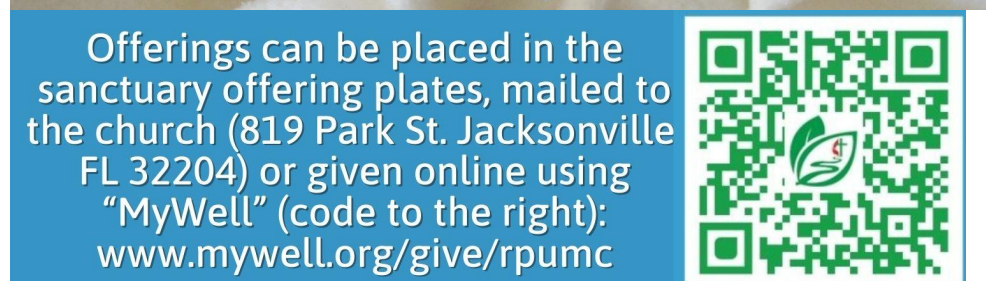 Offerings can be placed in the
sanctuary offering plates, mailed to
the church (819 Park St. Jacksonville
FL 32204) or given online using
“MyWell” (code to the right):
www.mywell.org/give/rpumc